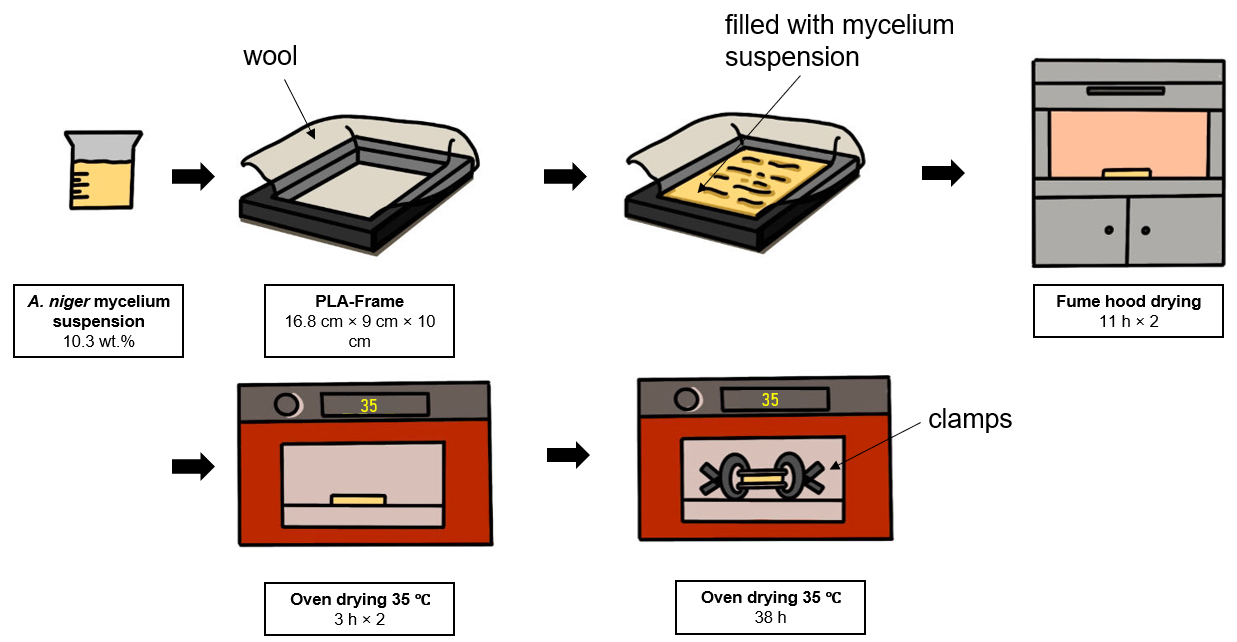 wool
filled with mycelium
suspension
A. niger mycelium
suspension
10.3 wt.%
PLA-Frame
16.8 cm × 9 cm × 10
cm
Fume hood drying
11 h × 2
35
35
clamps
Oven drying 35 ℃
3 h × 2
Oven drying 35 ℃
38 h